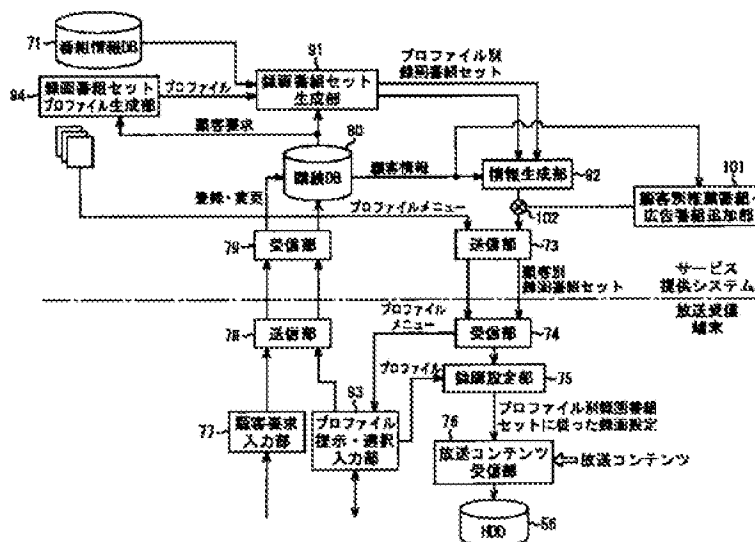 71
番組情報DB
94
録画番組セット
プロファイル生成部
プロファイル
91
録画番組セット
生成部
プロファイル別
録画番組セット
顧客要求
80
購読DB
顧客情報
情報生成部
92
101
顧客別推薦番組・
広告番組追加部
102
登録・変更
プロファイルメニュー
79
受信部
送信部
73
顧客別
録画番組セット
サービス
提供システム
放送受信
端末
78
送信部
プロファイル
メニュー
受信部
74
プロファイル
録画設定部
75
77
顧客要求
入力部
93
プロファイル
提示・選択
入力部
プロファイル別録画番組
セットに従った録画設定
76
放送コンテンツ
受信部
放送コンテンツ
HDD
56